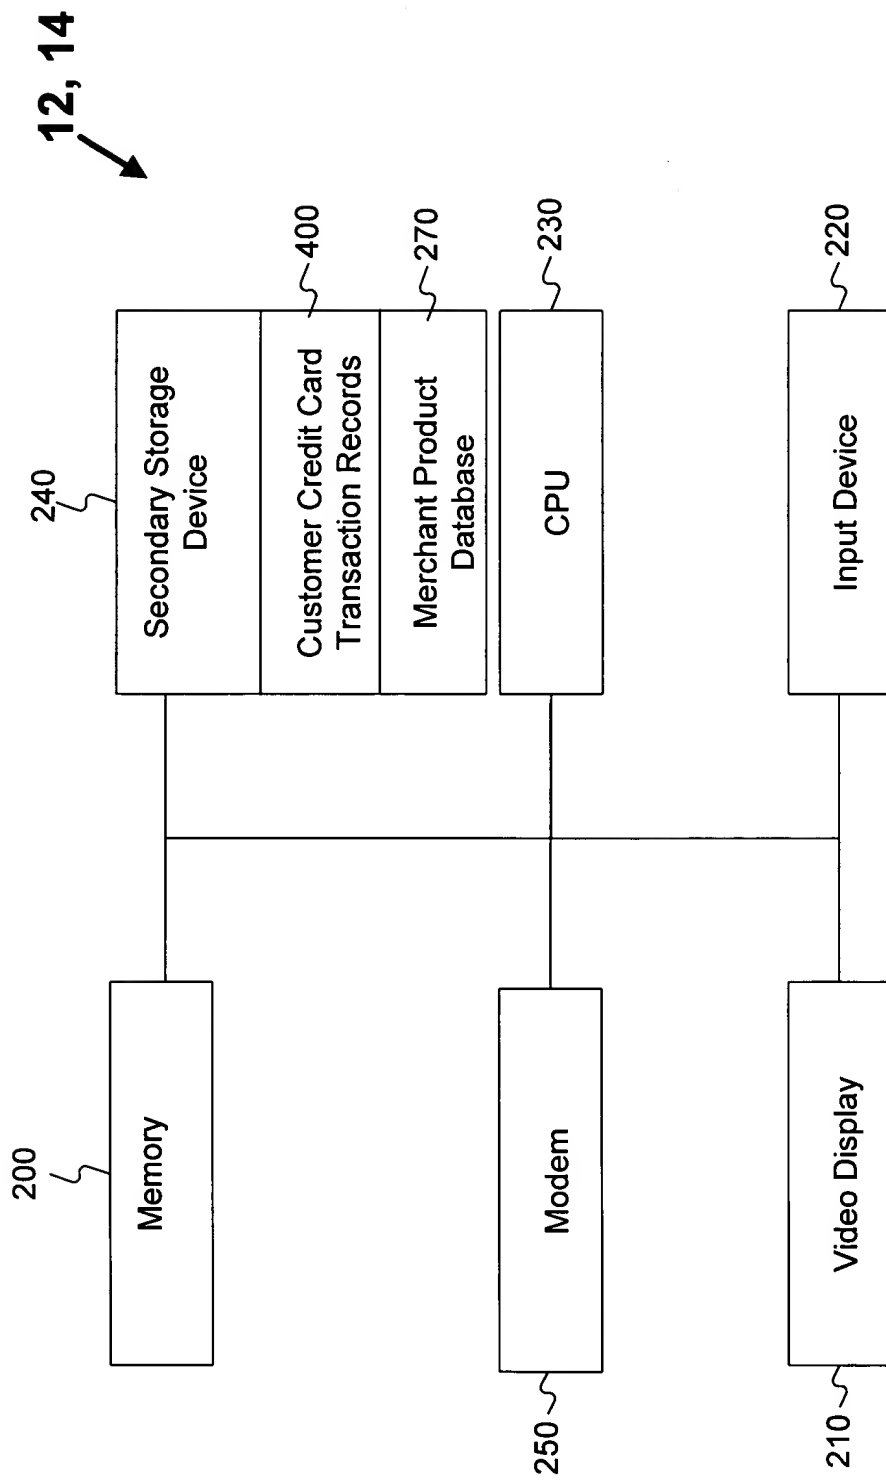 12, 14
200
240
Memory
Secondary Storage
Device
Customer Credit Card
Transaction Records
400
Merchant Product
Database
270
250
Modem
CPU
230
210
Video Display
Input Device
220